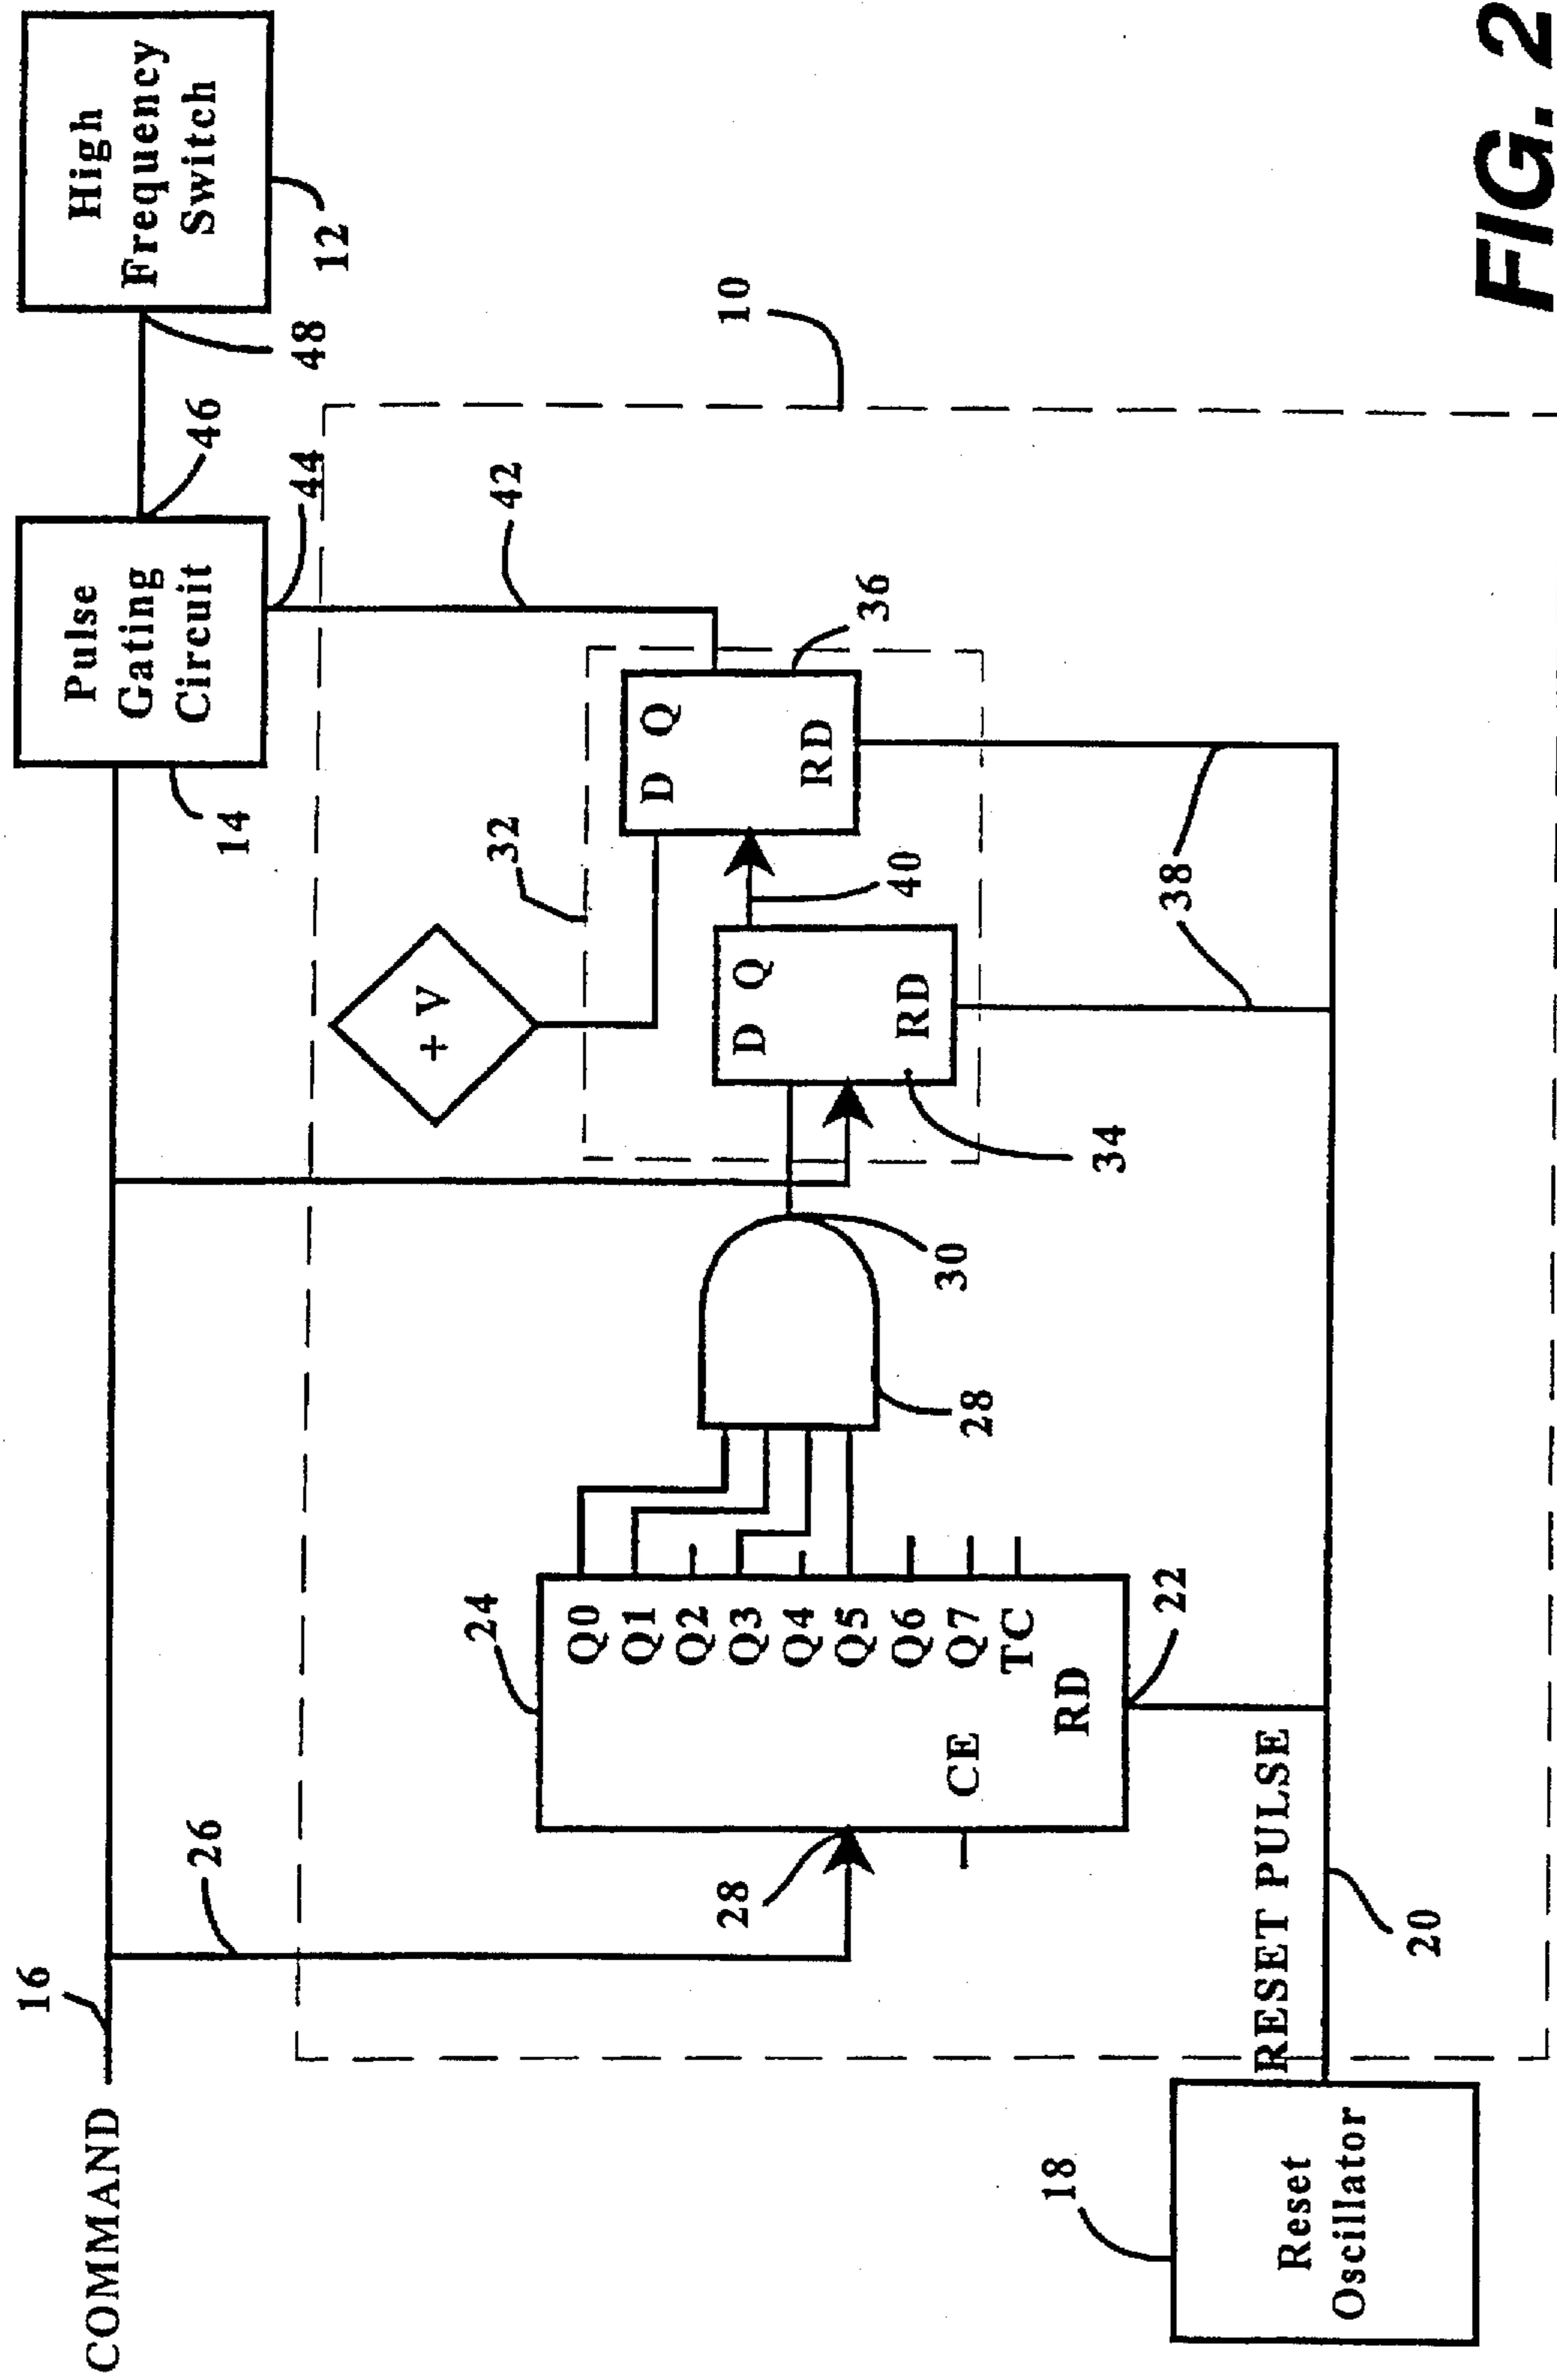 COMMAND
16
26
Pulse
Gating
Circuit
14
46
44
48
High
Frequency
Switch
12
10
42
32
+ V
24
Q0
Q1
Q2
Q3
Q4
Q5
Q6
Q7
TC
CE
RD
28
22
28
30
D Q
RD
34
40
D Q
RD
36
38
RESET PULSE
20
18
Reset
Oscillator
FIG. 2